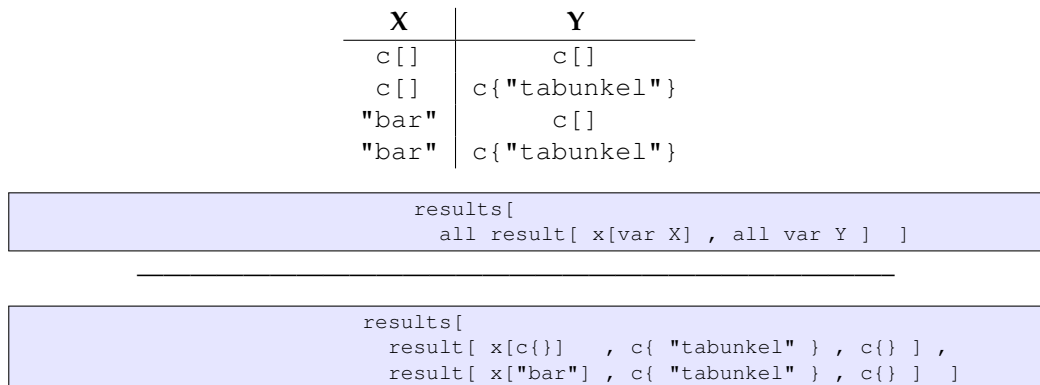 X Y
c[] c[]
c[] c{"tabunkel"}
"bar" c[]
"bar" c{"tabunkel"}
results[
all result[ x[var X] , all var Y ] ]
results[
result[ x[c{}] , c{ "tabunkel" } , c{} ] ,
result[ x["bar"] , c{ "tabunkel" } , c{} ] ]